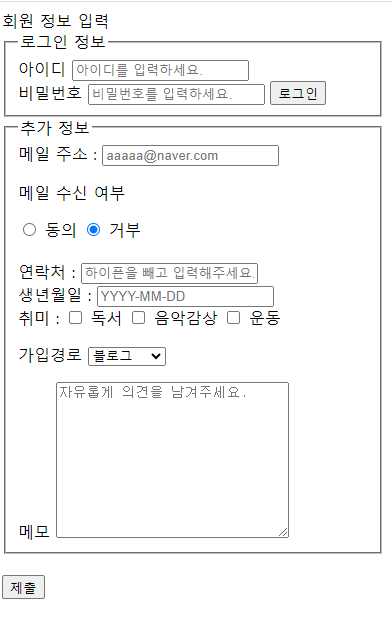 회원 정보 입력
로그인 정보
아이디 아이디를 입력하세요.
비밀번호 비밀번호를 입력하세요. 로그인
추가 정보
메일 주소 : aaaaa@naver.com
메일 수신 여부
동의 거부
연락처 : 하이픈을 빼고 입력해주세요.
생년월일 : YYYY-MM-DD
취미 : 독서 음악감상 운동
가입경로 블로그
자유롭게 의견을 남겨주세요.
메모
제출